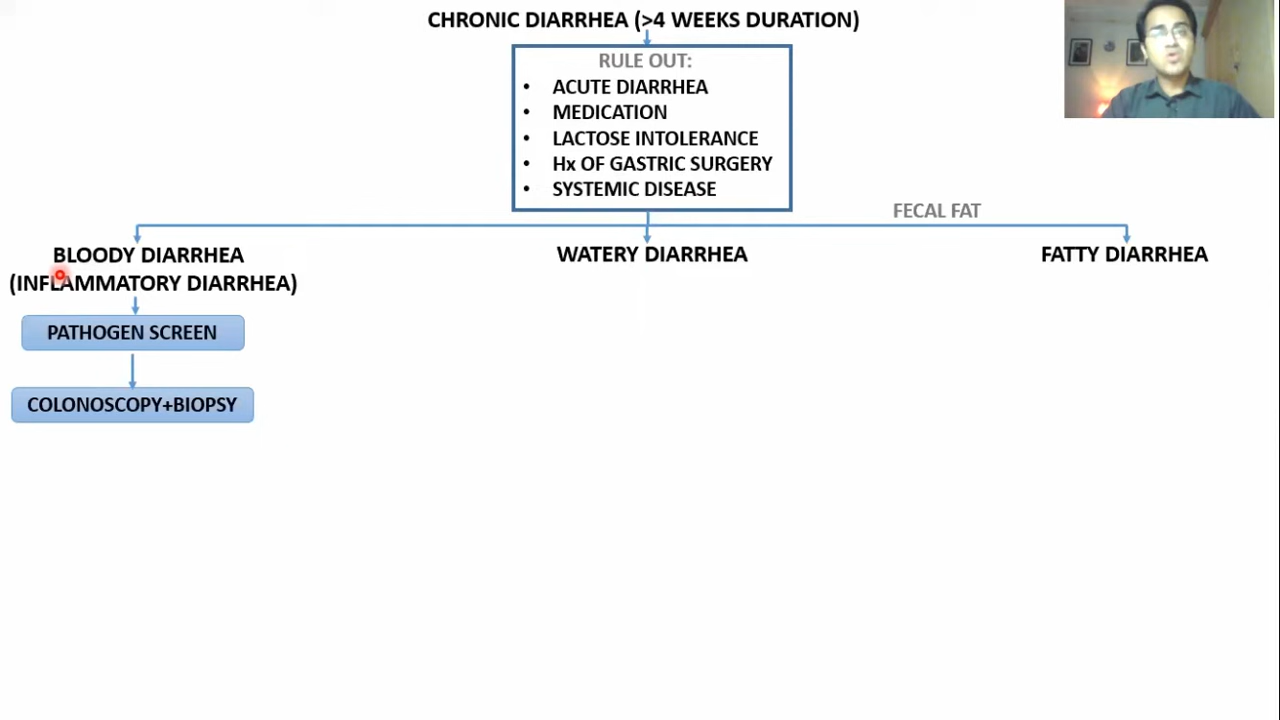 CHRONIC DIARRHEA (>4 WEEKS DURATION)
RULE OUT:
• ACUTE DIARRHEA
• MEDICATION
• LACTOSE INTOLERANCE
• Hx OF GASTRIC SURGERY
• SYSTEMIC DISEASE
FECAL FAT
BLOODY DIARRHEA
(INFLAMMATORY DIARRHEA)
WATERY DIARRHEA
FATTY DIARRHEA
PATHOGEN SCREEN
COLONOSCOPY+BIOPSY